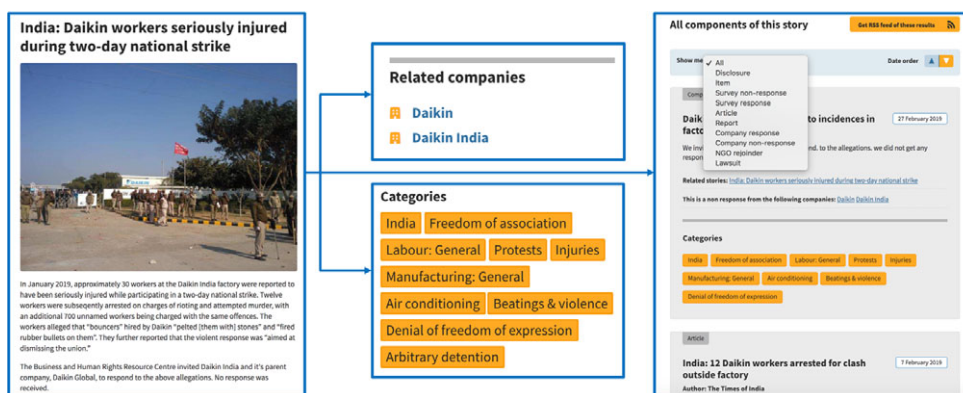 India: Daikin workers seriously injured
during two-day national strike
DAIKIN
In January 2019, approximately 30 workers at the Daikin India factory were reported to
have been seriously injured while participating in a two-day national strike. Twelve
workers were subsequently arrested on charges of rioting and attempted murder, with
an additional 700 unnamed workers being charged with the same offences. The
workers alleged that "bouncers" hired by Daikin "pelted [them with] stones" and "fired
rubber bullets on them". They further reported that the violent response was "aimed at
dismissing the union."
The Business and Human Rights Resource Centre invited Daikin India and it's parent
company, Daikin Global, to respond to the above allegations. No response was
received.
Related companies
Daikin
Daikin India
Categories
India Freedom of association
Labour: General Protests Injuries
Manufacturing: General
Air conditioning Beatings & violence
Denial of freedom of expression
Arbitrary detention
All components of this story
Get RSS feed of these results
Show me
Date order
✓ All
Disclosure
Item
Survey non-response
Survey response
Article
Report
Company response
Company non-response
NGO rejoinder
Lawsuit
Comp
Daik to incidences in
facto
27 February 2019
We invi nd. to the allegations. we did not get any
respon
Related stories: India: Daikin workers seriously injured during two-day national strike
This is a non response from the following companies: Daikin Daikin India
Categories
India Freedom of association Labour: General Protests Injuries
Manufacturing: General Air conditioning Beatings & violence
Denial of freedom of expression
Article
India: 12 Daikin workers arrested for clash
outside factory
7 February 2019
Author: The Times of India